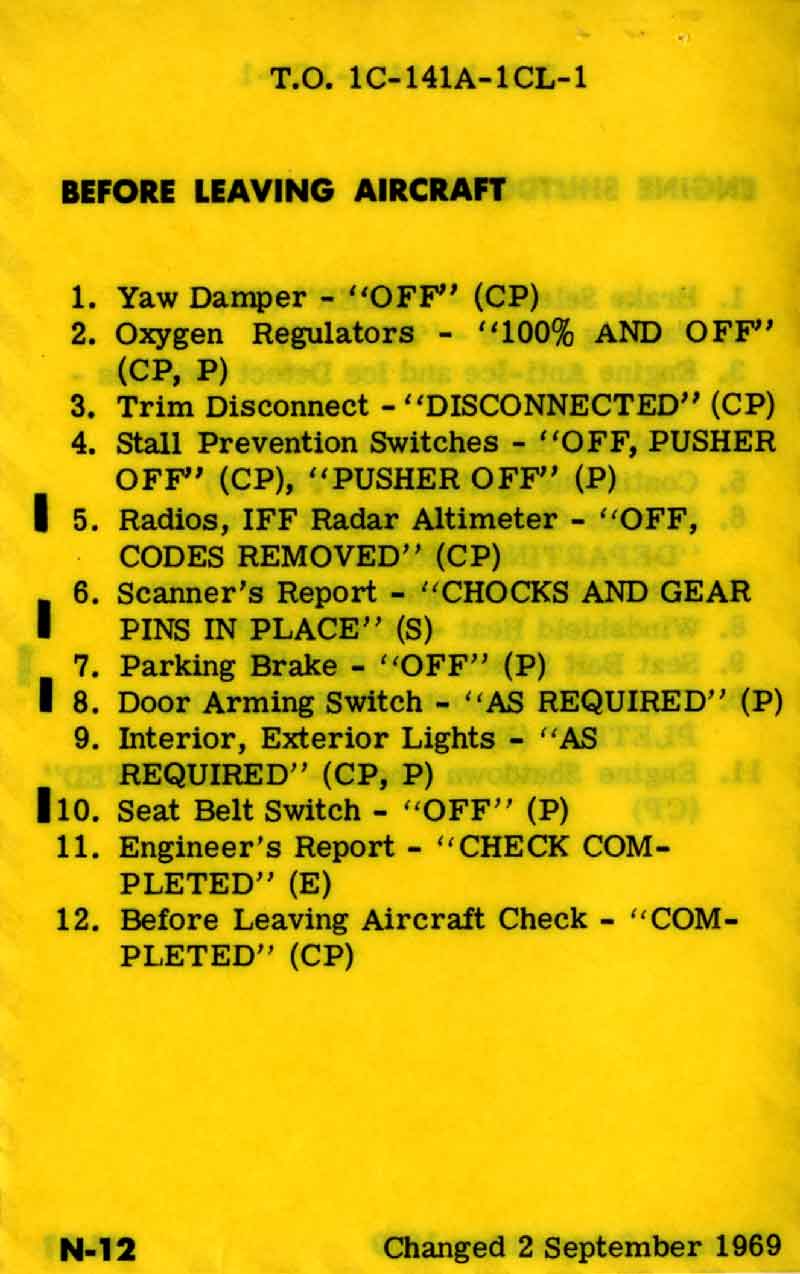 T.O. 1C-141A-1CL-1
BEFORE LEAVING AIRCRAFT
1. Yaw Damper - "OFF" (CP)
2. Oxygen Regulators - "100% AND OFF"
(CP, P)
3. Trim Disconnect - "DISCONNECTED" (CP)
4. Stall Prevention Switches - "OFF, PUSHER
OFF" (CP), "PUSHER OFF" (P)
5. Radios, IFF Radar Altimeter - "OFF,
CODES REMOVED" (CP)
6. Scanner's Report - "CHOCKS AND GEAR
PINS IN PLACE" (S)
7. Parking Brake - "OFF" (P)
8. Door Arming Switch - "AS REQUIRED" (P)
9. Interior, Exterior Lights - "AS
REQUIRED" (CP, P)
10. Seat Belt Switch - "OFF" (P)
11. Engineer's Report - "CHECK COM-
PLETED" (E)
12. Before Leaving Aircraft Check - "COM-
PLETED" (CP)
N-12 Changed 2 September 1969